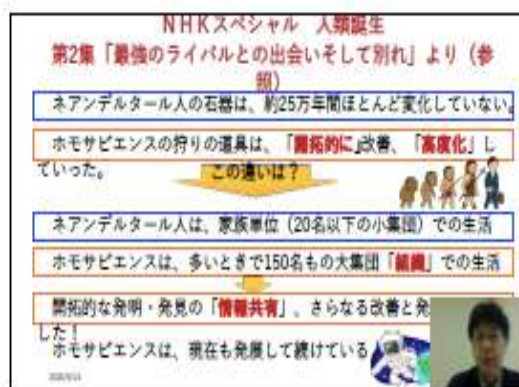 NHKスペシャル 人類誕生
第2集「最強のライバルとの出会いそして別れ」より（参
照）
ネアンデルタール人の石器は、約25万年間ほとんど変化していない。
ホモサピエンスの狩りの道具は、「開拓的に」改善、「高度化」し
ていった。
この違いは？
ネアンデルタール人は、家族単位（20名以下の小集団）での生活
ホモサピエンスは、多いときで150名もの大集団「組織」での生活
開拓的な発明・発見の「情報共有」、さらなる改善と発
した！
ホモサピエンスは、現在も発展して続けている